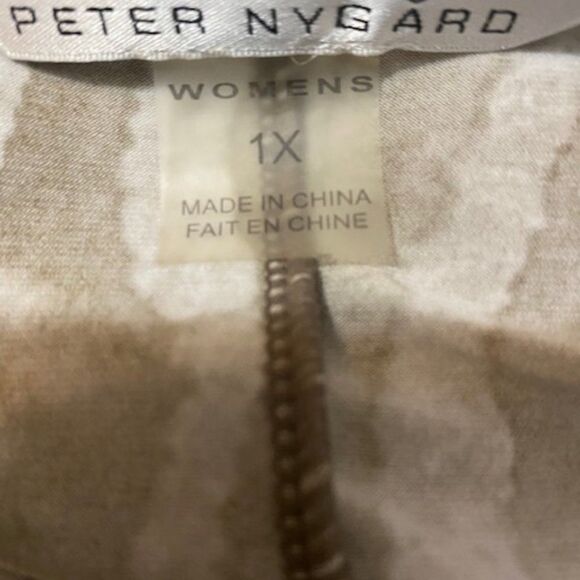 PETER NYGARD
WOMENS
1X
MADE IN CHINA
FAIT EN CHINE